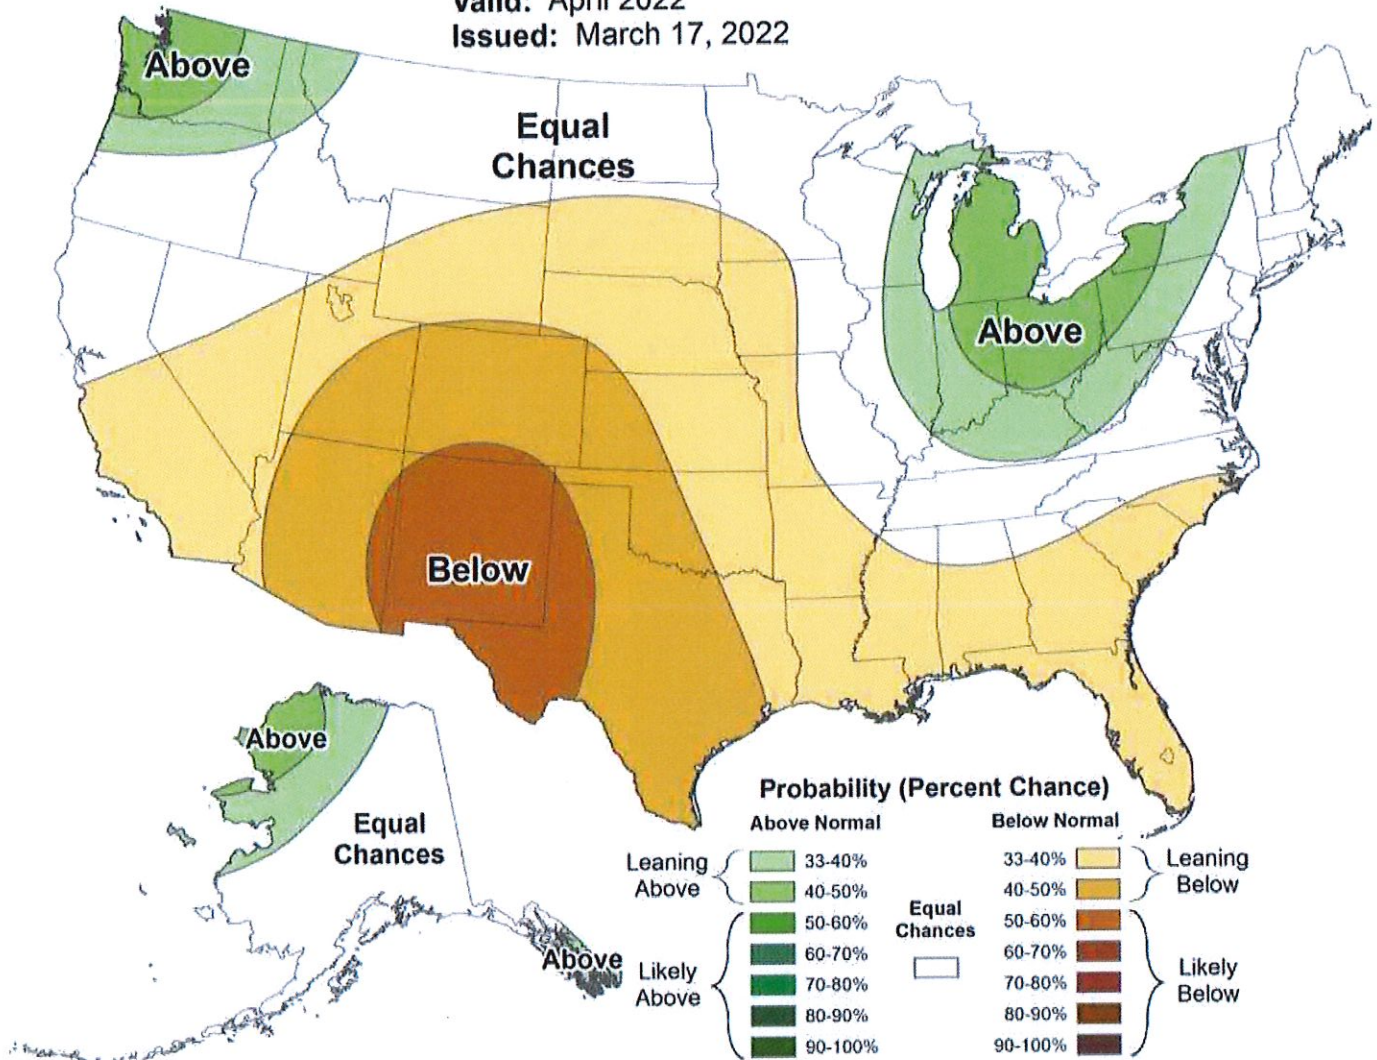 Valid: April 2022
Issued: March 17, 2022
Above
Equal
Chances
Above
Below
Above
Equal
Chances
Above
Probability (Percent Chance)
Above Normal
Below Normal
Leaning
Above
33-40%
40-50%
50-60%
60-70%
70-80%
80-90%
90-100%
Likely
Above
Equal
Chances
33-40%
40-50%
50-60%
60-70%
70-80%
80-90%
90-100%
Leaning
Below
Likely
Below